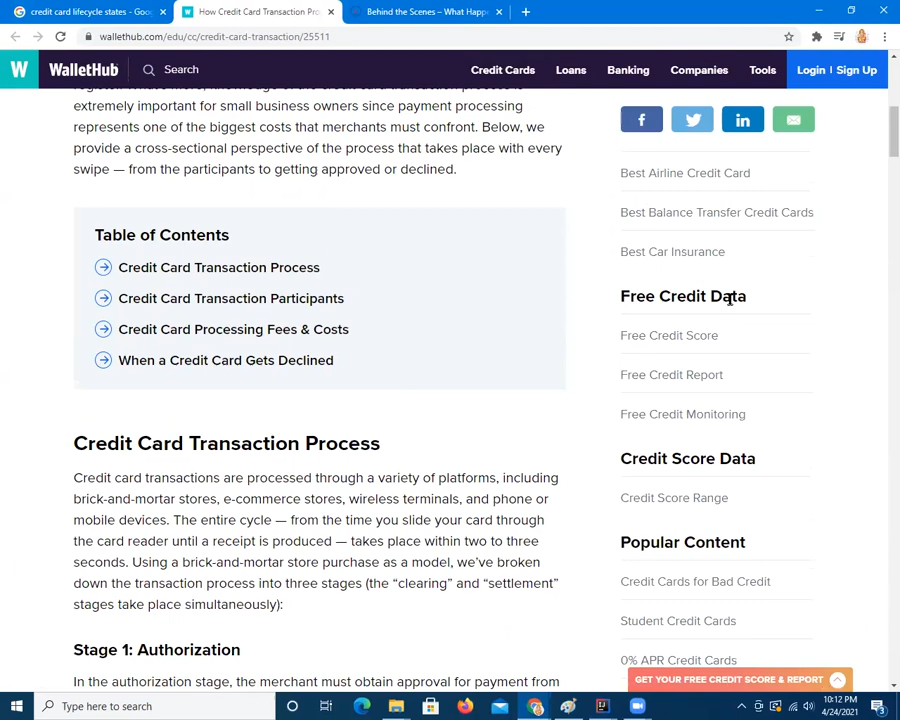 credit card lifecycle states - Goo
How Credit Card Transaction Pro
Behind the Scenes – What Happ
wallethub.com/edu/cc/credit-card-transaction/25511
W WalletHub Search Credit Cards Loans Banking Companies Tools Login | Sign Up
extremely important for small business owners since payment processing
represents one of the biggest costs that merchants must confront. Below, we
provide a cross-sectional perspective of the process that takes place with every
swipe — from the participants to getting approved or declined.
Table of Contents
Credit Card Transaction Process
Credit Card Transaction Participants
Credit Card Processing Fees & Costs
When a Credit Card Gets Declined
Credit Card Transaction Process
Credit card transactions are processed through a variety of platforms, including
brick-and-mortar stores, e-commerce stores, wireless terminals, and phone or
mobile devices. The entire cycle — from the time you slide your card through
the card reader until a receipt is produced — takes place within two to three
seconds. Using a brick-and-mortar store purchase as a model, we’ve broken
down the transaction process into three stages (the “clearing” and “settlement”
stages take place simultaneously):
Stage 1: Authorization
In the authorization stage, the merchant must obtain approval for payment from
f
in
Best Airline Credit Card
Best Balance Transfer Credit Cards
Best Car Insurance
Free Credit Data
Free Credit Score
Free Credit Report
Free Credit Monitoring
Credit Score Data
Credit Score Range
Popular Content
Credit Cards for Bad Credit
Student Credit Cards
0% APR Credit Cards
GET YOUR FREE CREDIT SCORE & REPORT
Type here to search
10:12 PM
4/24/2021
3